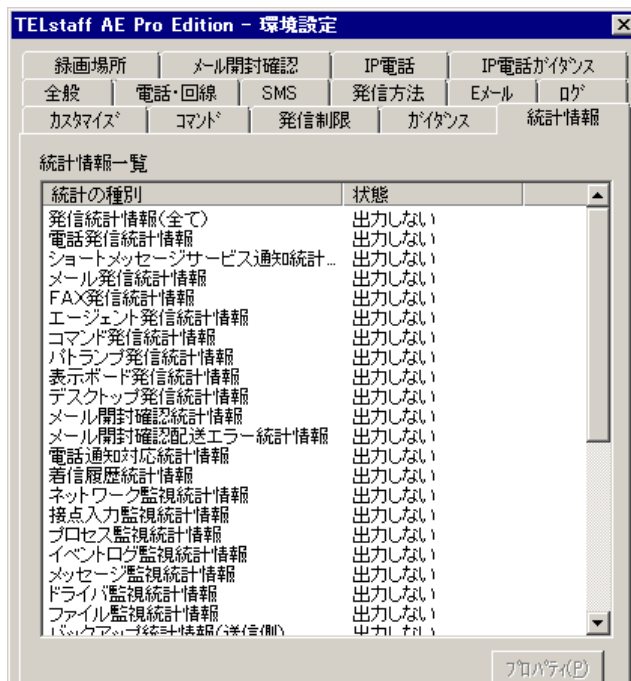 TELstaff AE Pro Edition - 環境設定
録画場所 ﾒｰﾙ開封確認 IP電話 IP電話ｶﾞｲﾀﾞﾝｽ
全般 電話・回線 SMS 発信方法 Eﾒｰﾙ ﾛｸﾞ
ｶｽﾀﾏｲｽﾞ ｺﾏﾝﾄﾞ 発信制限 ｶﾞｲﾀﾞﾝｽ 統計情報
統計情報一覧
統計の種別 状態
発信統計情報(全て) 出力しない
電話発信統計情報 出力しない
ショートメッセージサービス通知統計... 出力しない
メール発信統計情報 出力しない
FAX発信統計情報 出力しない
エージェント発信統計情報 出力しない
コマンド発信統計情報 出力しない
パトランプ発信統計情報 出力しない
表示ボード発信統計情報 出力しない
デスクトップ発信統計情報 出力しない
メール開封確認統計情報 出力しない
メール開封確認配送エラー統計情報 出力しない
電話通知対応統計情報 出力しない
着信履歴統計情報 出力しない
ネットワーク監視統計情報 出力しない
接点入力監視統計情報 出力しない
プロセス監視統計情報 出力しない
イベントログ監視統計情報 出力しない
メッセージ監視統計情報 出力しない
ドライバ監視統計情報 出力しない
ファイル監視統計情報 出力しない
バックアップ統計情報(送信側) 出力しない
ﾌﾟﾛﾊﾟﾃｨ(P)